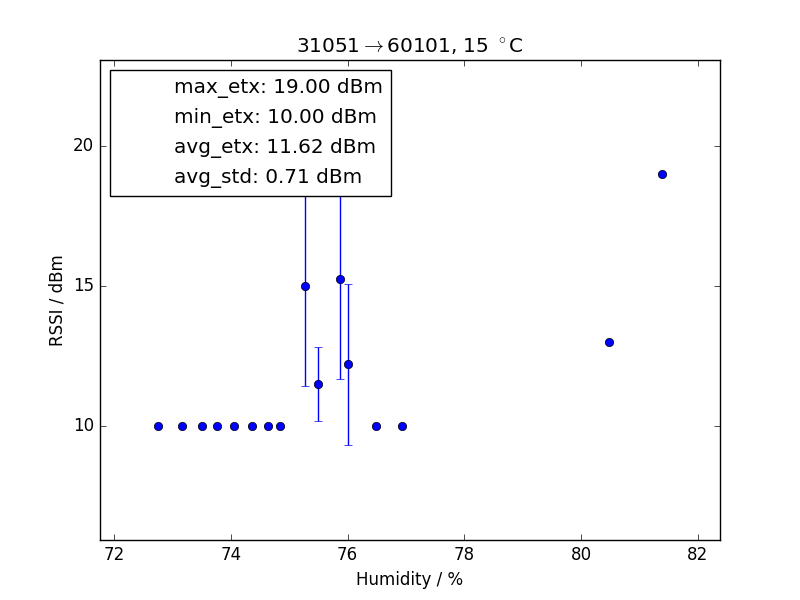 31051→60101, 15 °C
max_etx: 19.00 dBm
min_etx: 10.00 dBm
avg_etx: 11.62 dBm
avg_std: 0.71 dBm
20
15
10
RSSI / dBm
72 74 76 78 80 82
Humidity / %